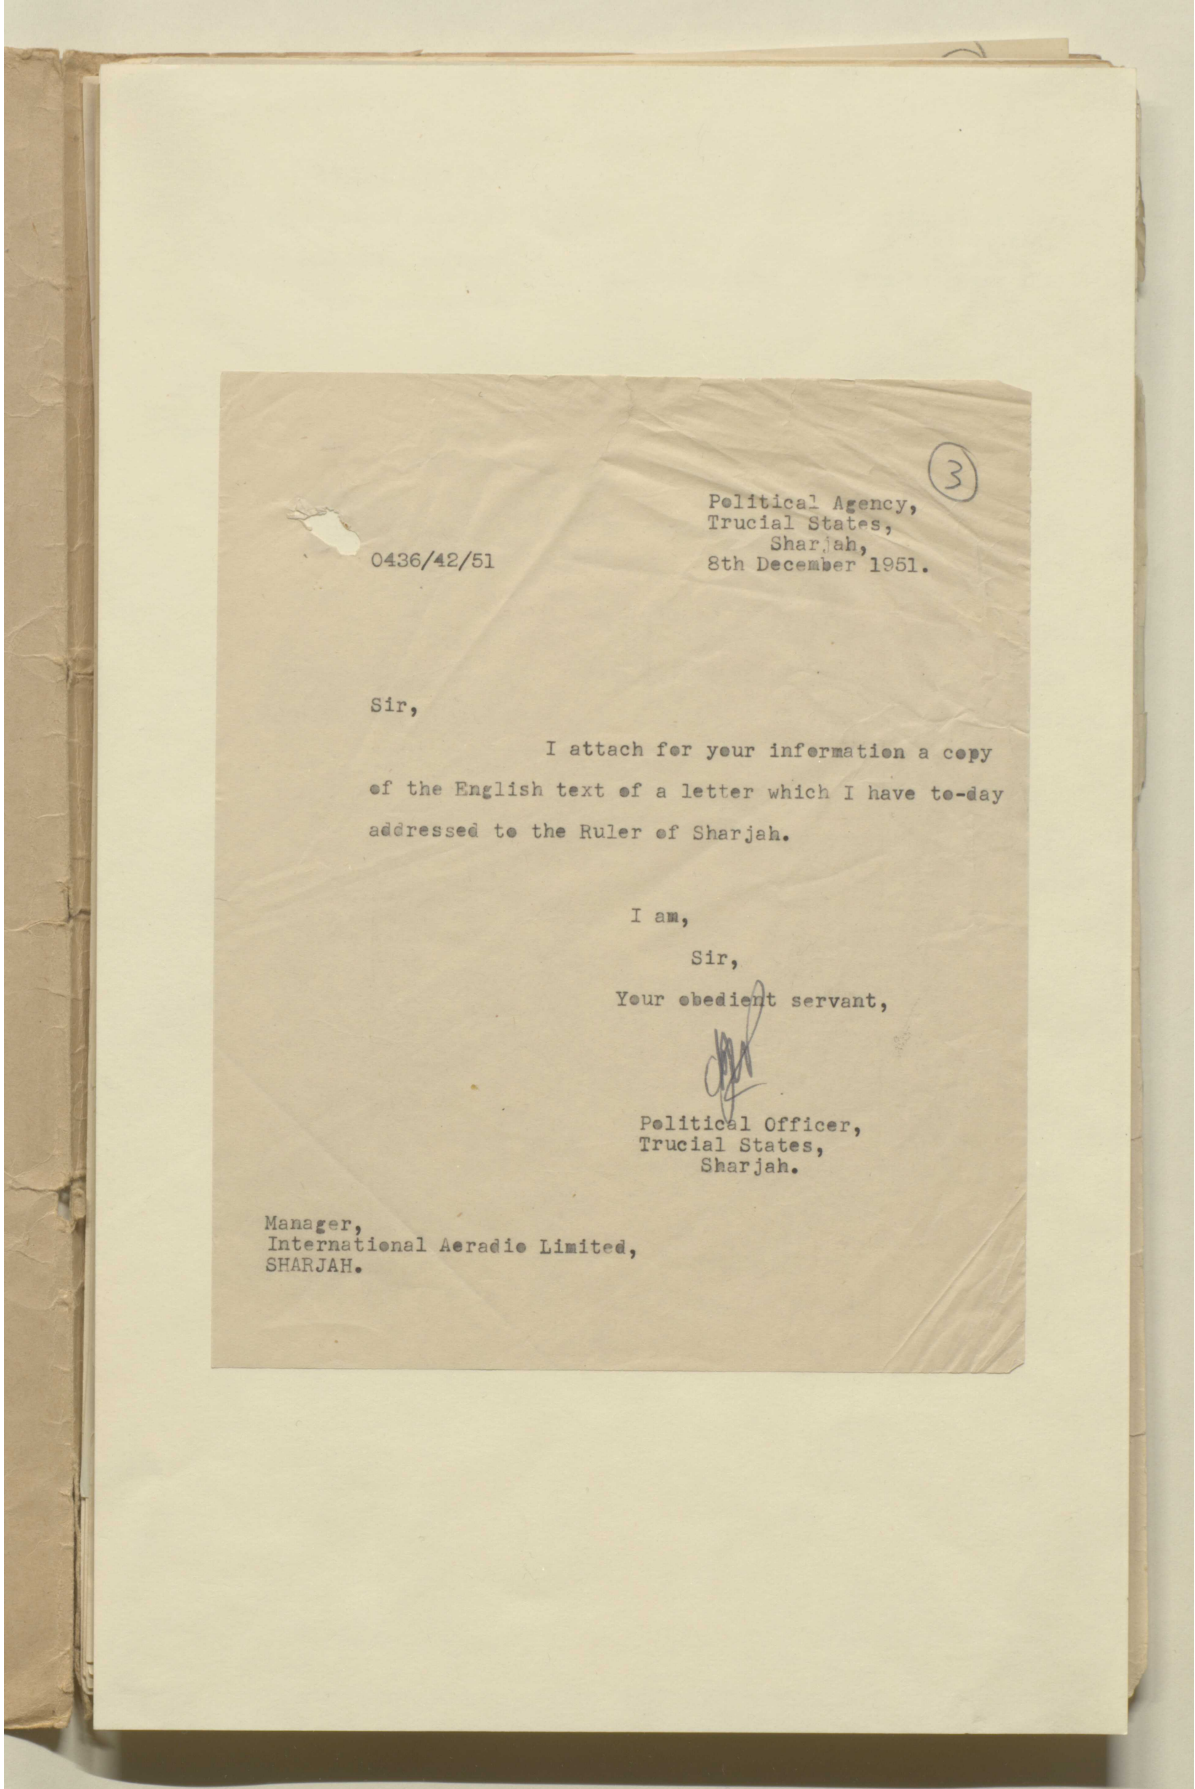 3
Political Agency,
Trucial States,
Sharjah,
0436/42/51
8th December 1951.
Sir,
I attach for your information a copy
of the English text of a letter which I have to-day
addressed to the Ruler of Sharjah.
I am,
Sir,
Your obedient servant,
Political Officer,
Trucial States,
Sharjah.
Manager,
International Aeradio Limited,
SHARJAH.